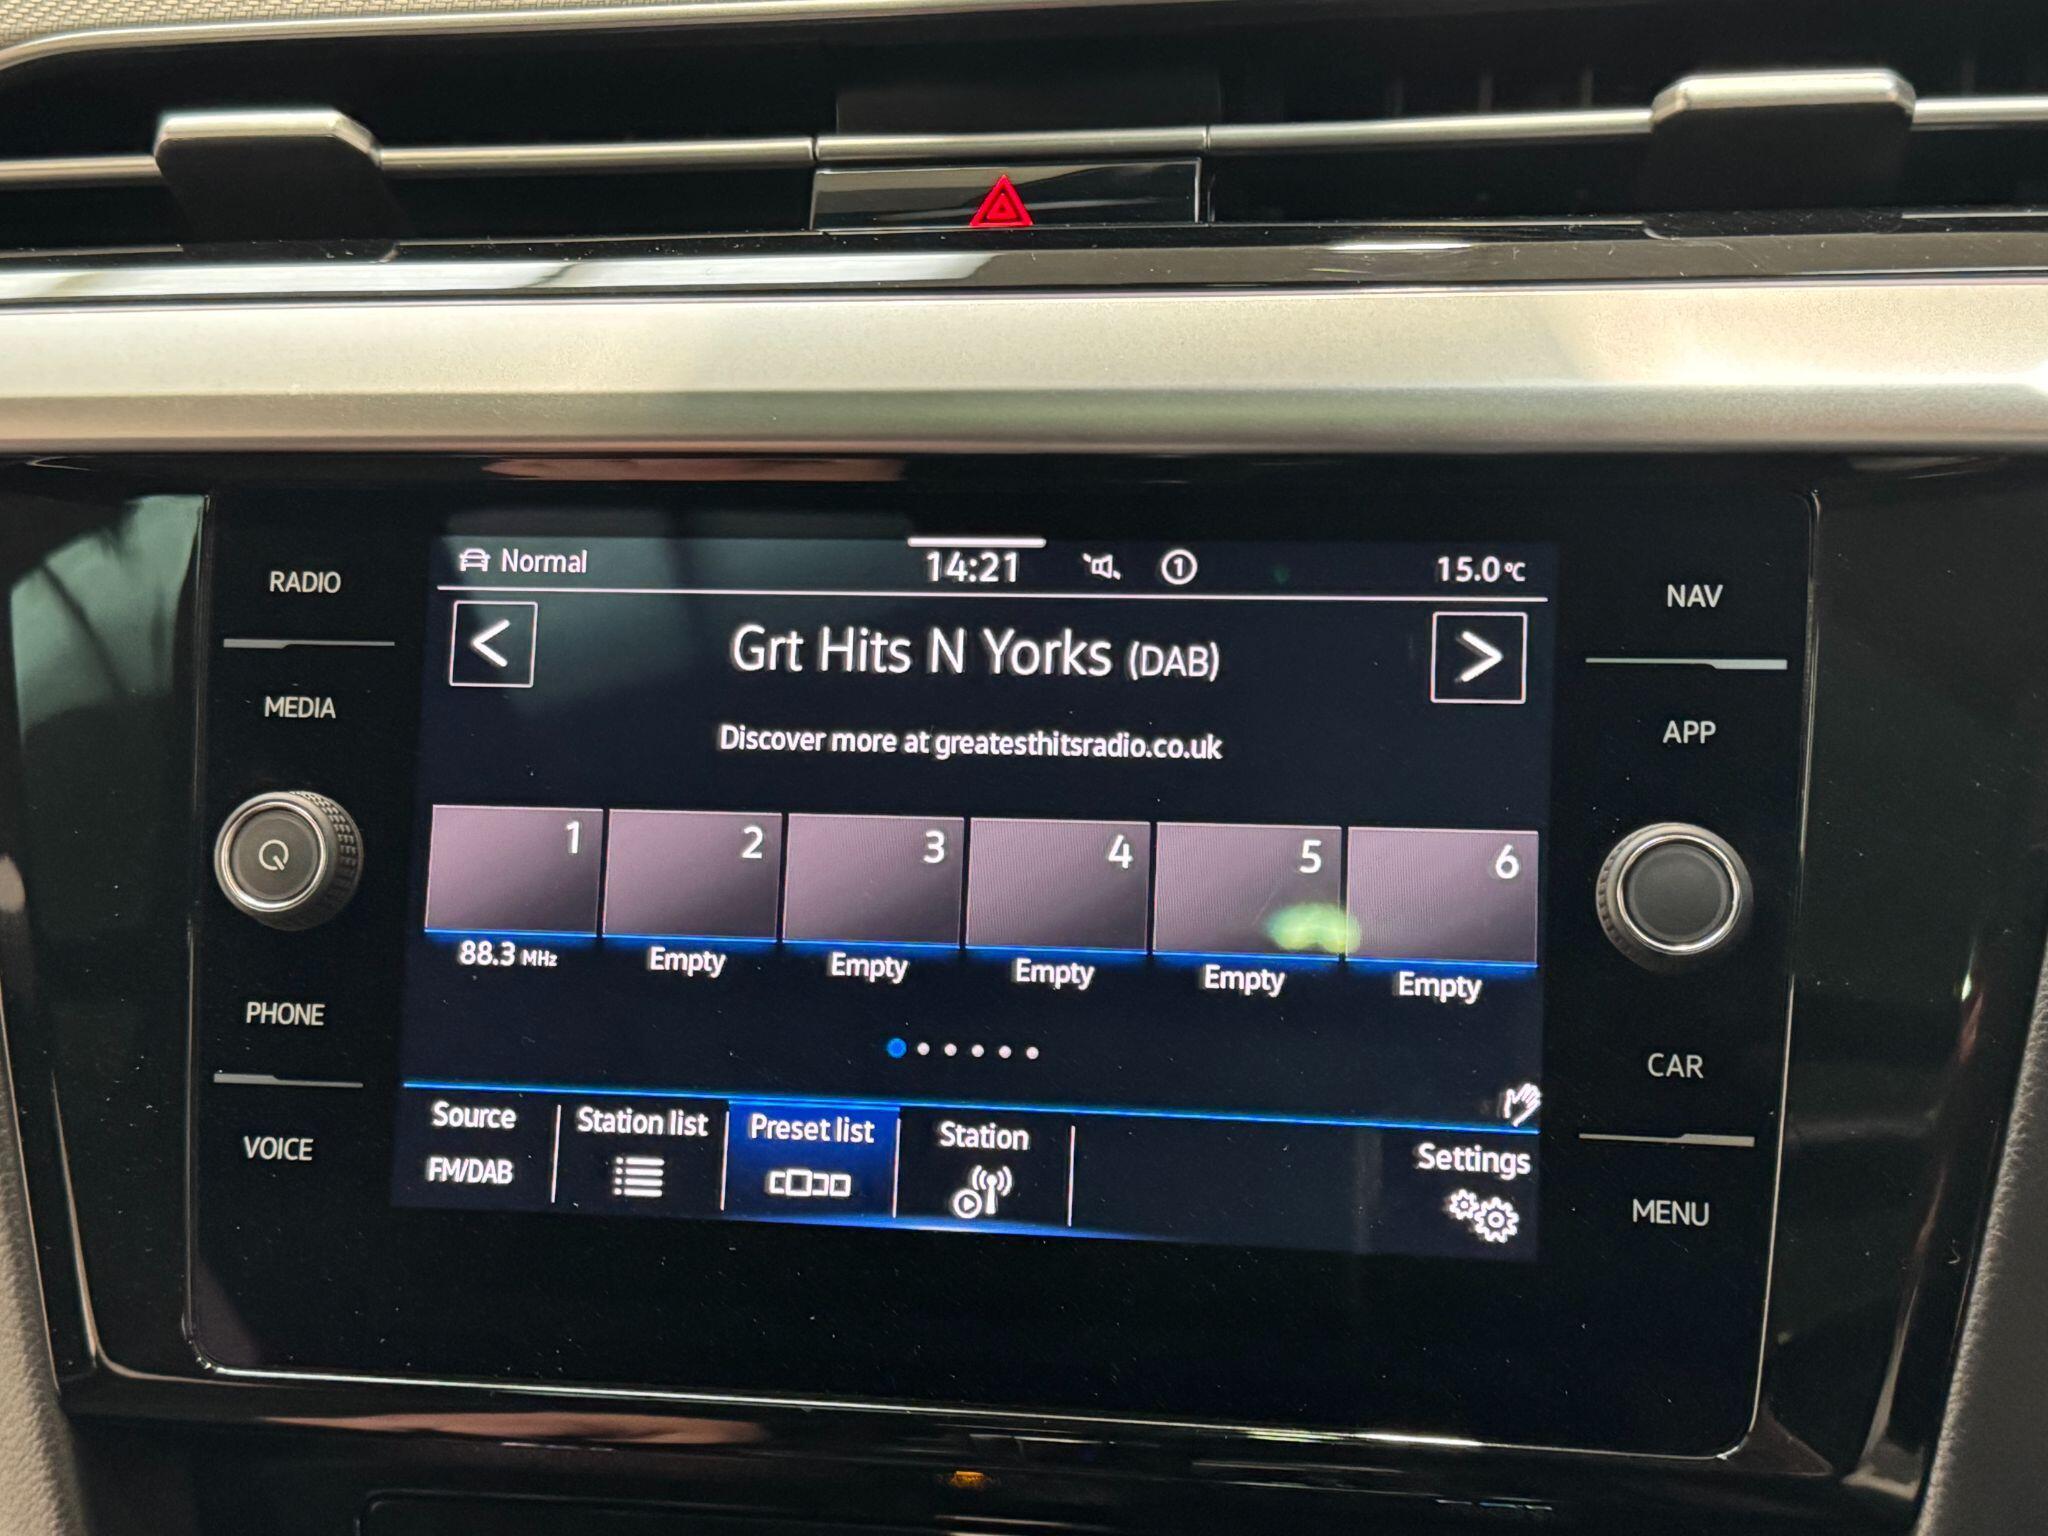 Normal 14:21 1 15.0°C
RADIO
MEDIA
PHONE
VOICE
Grt Hits N Yorks (DAB)
Discover more at greatesthitsradio.co.uk
1 2 3 4 5 6
88.3 MHz Empty Empty Empty Empty Empty
Source Station list Preset list Station Settings
FM/DAB
NAV
APP
CAR
MENU